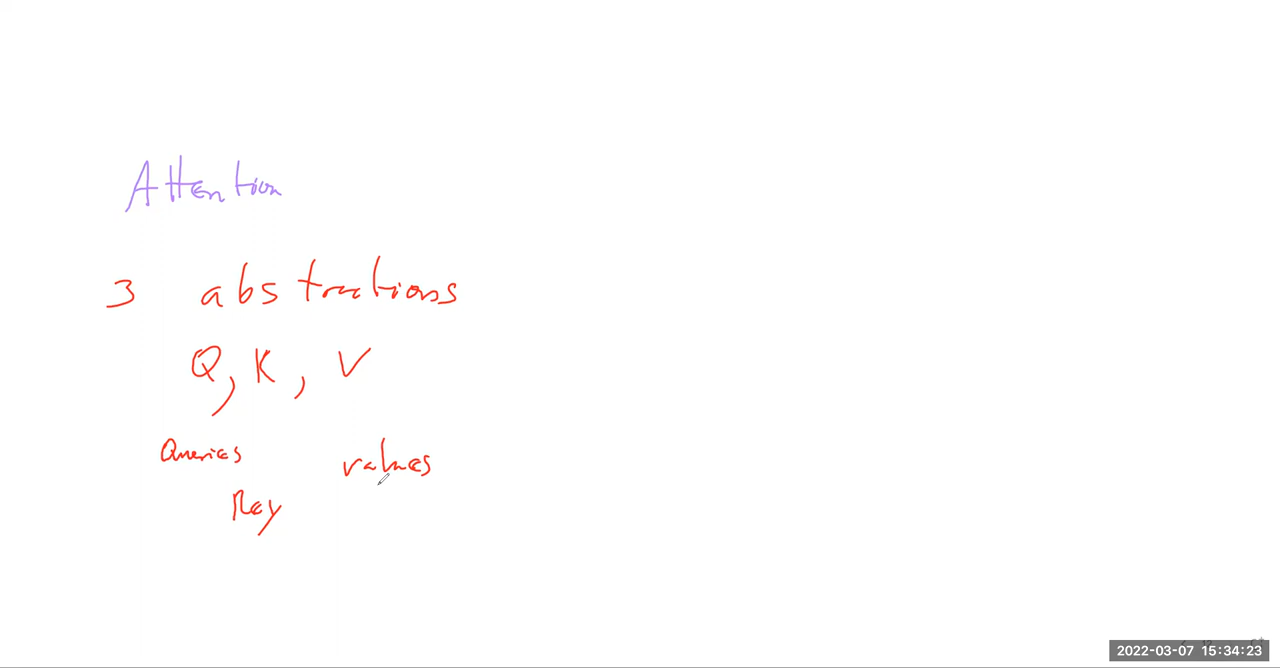 Attention
3 abstractions
Q, K, V
Queries values
Key
2022-03-07 15:34:23